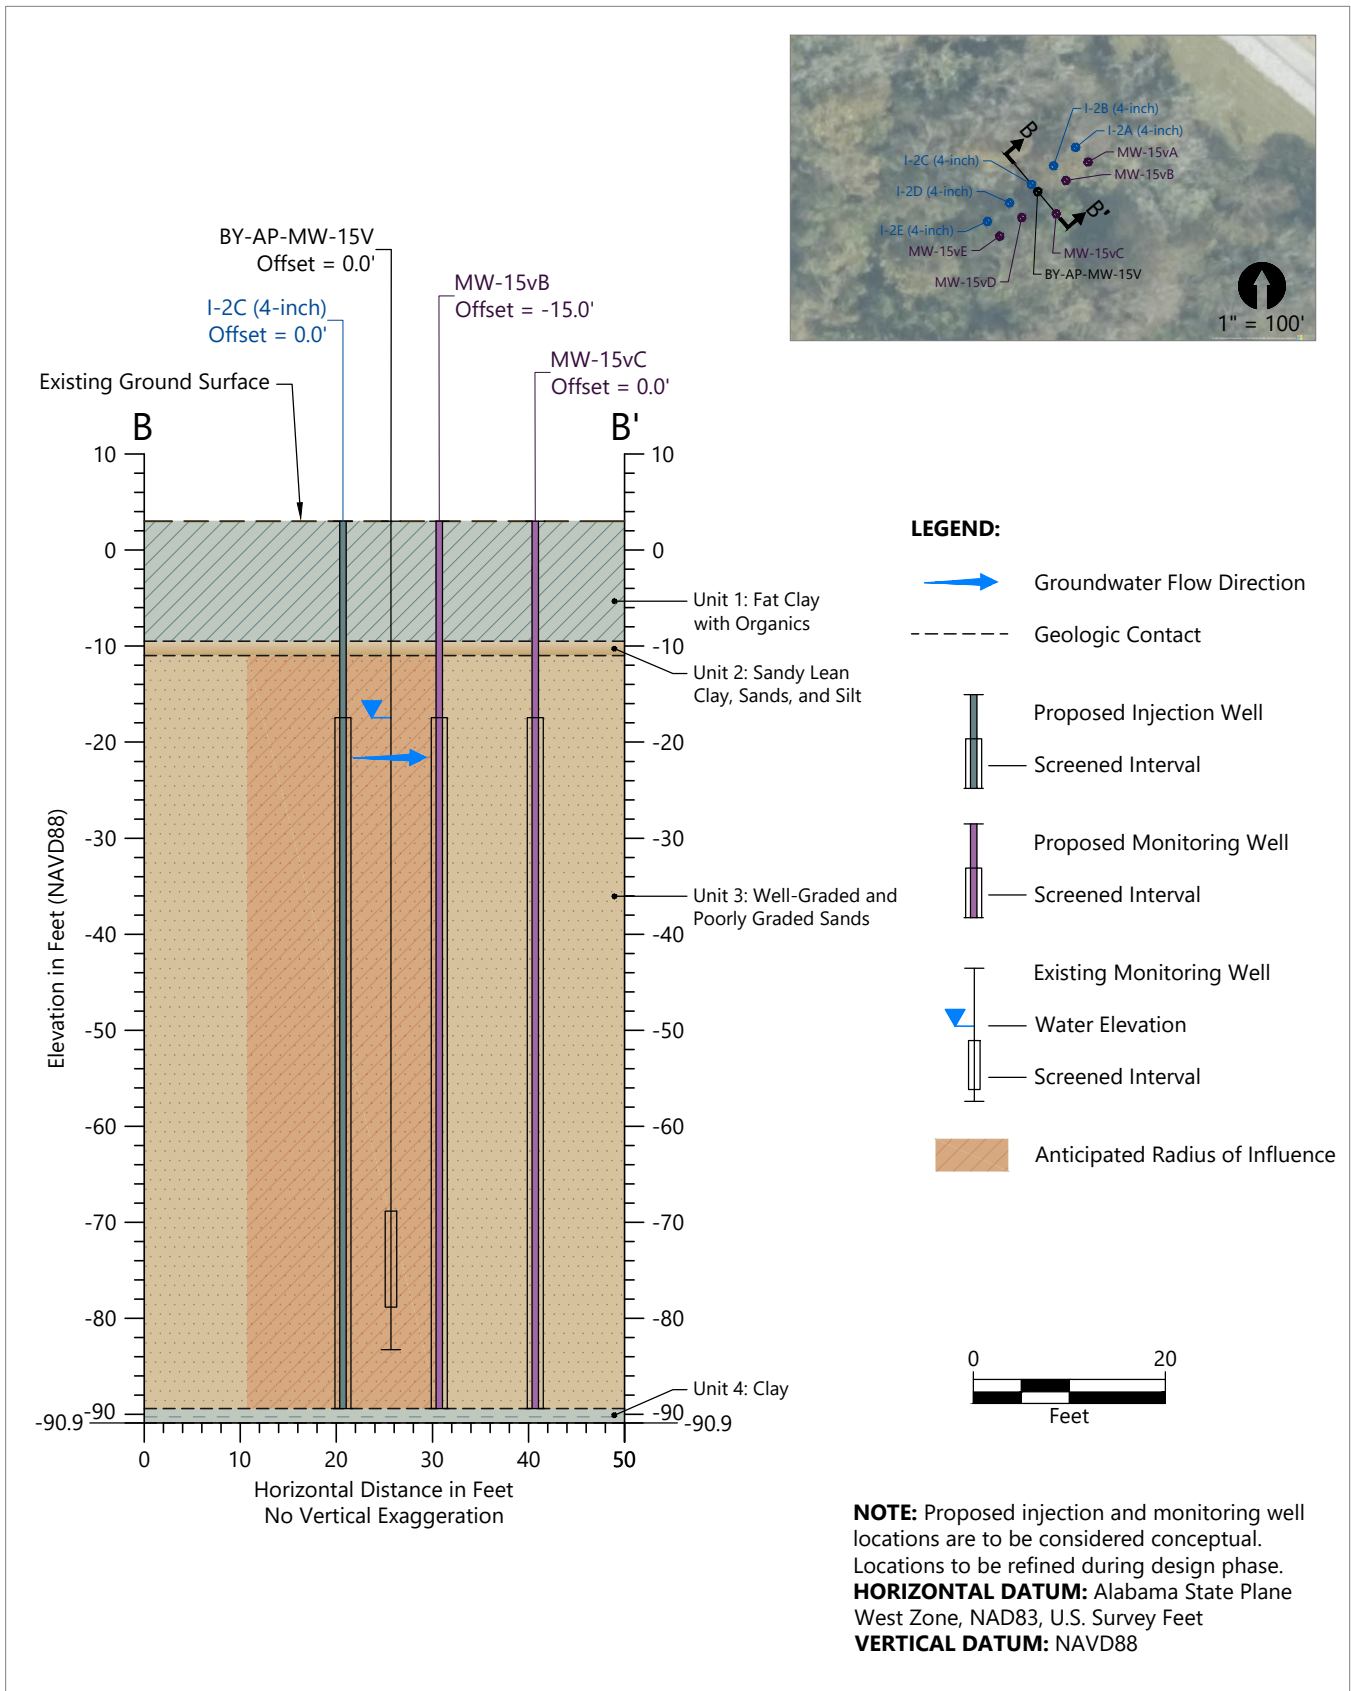 I-2B (4-inch)
I-2A (4-inch)
MW-15vA
MW-15vB
I-2C (4-inch)
I-2D (4-inch)
I-2E (4-inch)
MW-15vE
MW-15vD
MW-15vC
BY-AP-MW-15V
B
B'
1" = 100'
BY-AP-MW-15V
Offset = 0.0'
I-2C (4-inch)
Offset = 0.0'
MW-15vB
Offset = -15.0'
MW-15vC
Offset = 0.0'
Existing Ground Surface
B
B'
10
0
-10
-20
-30
-40
-50
-60
-70
-80
-90
-90.9
10
0
-10
-20
-30
-40
-50
-60
-70
-80
-90
-90.9
Elevation in Feet (NAVD88)
Unit 1: Fat Clay
with Organics
Unit 2: Sandy Lean
Clay, Sands, and Silt
Unit 3: Well-Graded and
Poorly Graded Sands
Unit 4: Clay
0 10 20 30 40 50
Horizontal Distance in Feet
No Vertical Exaggeration
LEGEND:
Groundwater Flow Direction
Geologic Contact
Proposed Injection Well
Screened Interval
Proposed Monitoring Well
Screened Interval
Existing Monitoring Well
Water Elevation
Screened Interval
Anticipated Radius of Influence
0 20
Feet
NOTE: Proposed injection and monitoring well
locations are to be considered conceptual.
Locations to be refined during design phase.
HORIZONTAL DATUM: Alabama State Plane
West Zone, NAD83, U.S. Survey Feet
VERTICAL DATUM: NAVD88